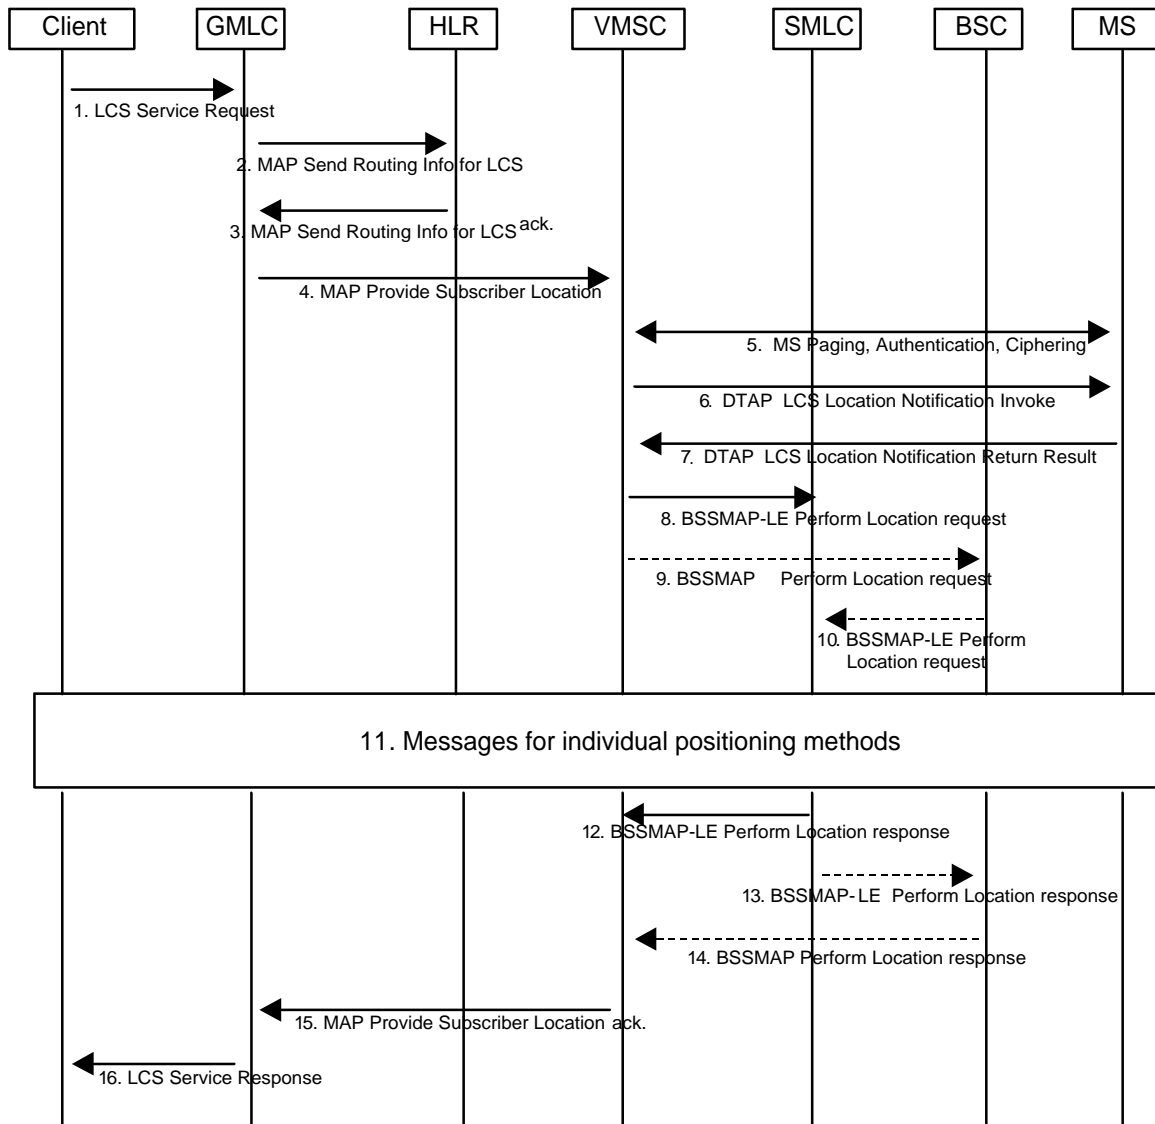 Client GMLC HLR VMSC SMLC BSC MS
1. LCS Service Request
2. MAP Send Routing Info for LCS
3. MAP Send Routing Info for LCS ack.
4. MAP Provide Subscriber Location
5. MS Paging, Authentication, Ciphering
6. DTAP LCS Location Notification Invoke
7. DTAP LCS Location Notification Return Result
8. BSSMAP-LE Perform Location request
9. BSSMAP Perform Location request
10. BSSMAP-LE Perform
Location request
11. Messages for individual positioning methods
12. BSSMAP-LE Perform Location response
13. BSSMAP-LE Perform Location response
14. BSSMAP Perform Location response
15. MAP Provide Subscriber Location ack.
16. LCS Service Response